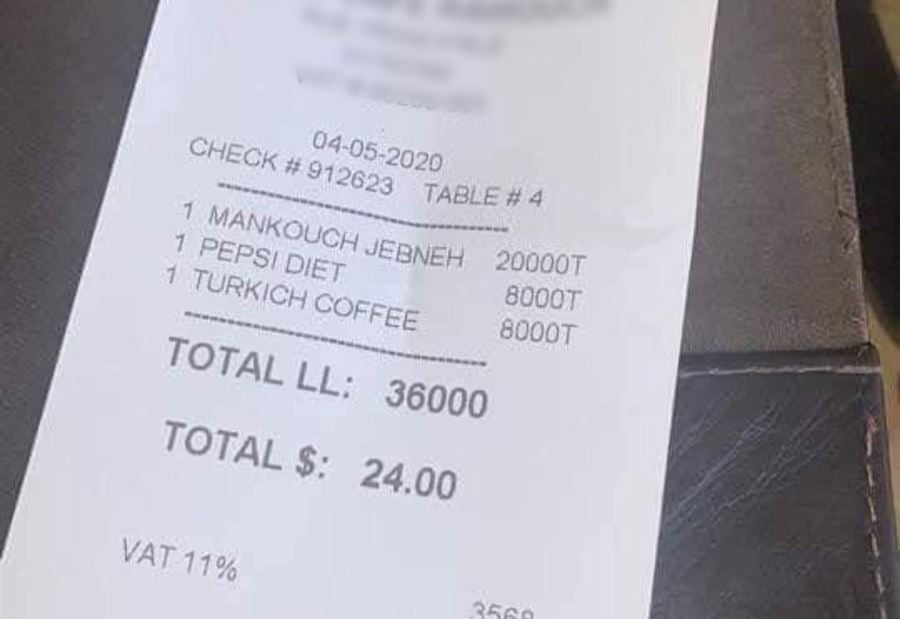 04-05-2020
CHECK # 912623 TABLE # 4
1 MANKOUCH JEBNEH 20000T
1 PEPSI DIET 8000T
1 TURKICH COFFEE 8000T
TOTAL LL: 36000
TOTAL $: 24.00
VAT 11%